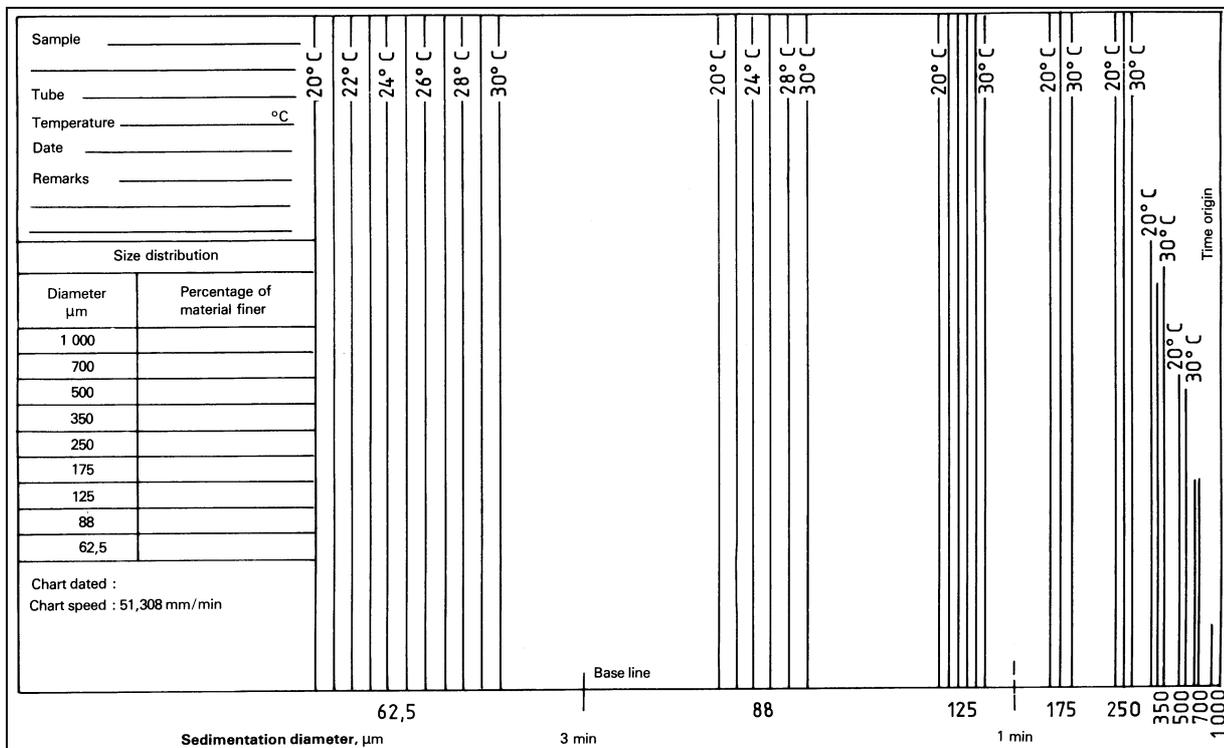 Sample
Tube
Temperature °C
Date
Remarks
Size distribution
Diameter μm
Percentage of material finer
1 000
700
500
350
250
175
125
88
62,5
Chart dated :
Chart speed : 51,308 mm/min
20°C
22°C
24°C
26°C
28°C
30°C
20°C
24°C
28°C
30°C
20°C
30°C
20°C
30°C
20°C
30°C
20°C
30°C
20°C
30°C
Time origin
Base line
62,5
88
125
175
250
350
500
700
1000
Sedimentation diameter, μm
3 min
1 min